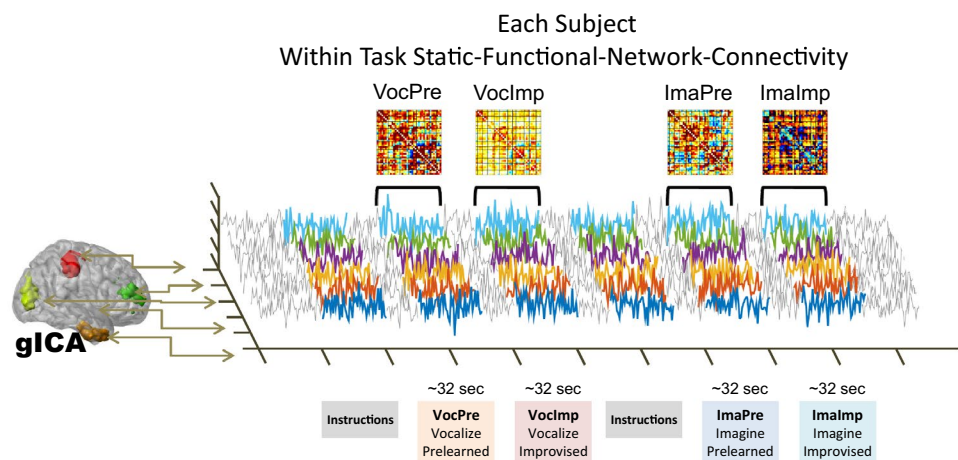 Each Subject
Within Task Static-Functional-Network-Connectivity
VocPre
VocImp
ImaPre
ImaImp
gICA
~32 sec
~32 sec
~32 sec
~32 sec
Instructions
VocPre
Vocalize
Prelearned
VocImp
Vocalize
Improvised
Instructions
ImaPre
Imagine
Prelearned
ImaImp
Imagine
Improvised